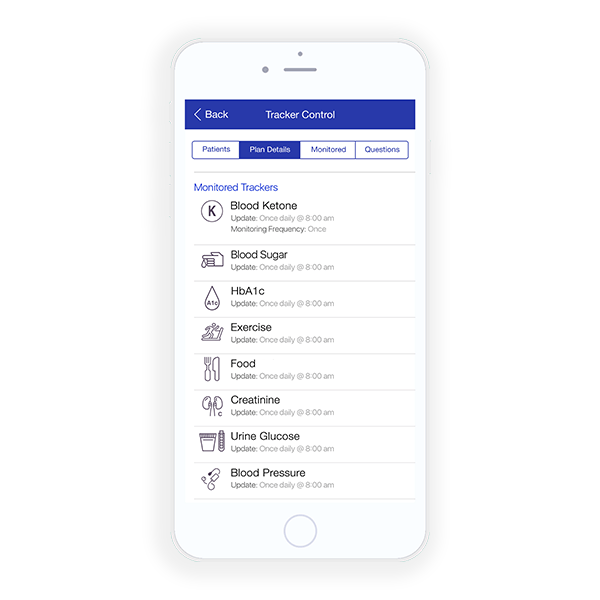 Back
Tracker Control
Patients
Plan Details
Monitored
Questions
Monitored Trackers
K
Blood Ketone
Update: Once daily @ 8:00 am
Monitoring Frequency: Once
Blood Sugar
Update: Once daily @ 8:00 am
A1c
HbA1c
Update: Once daily @ 8:00 am
Exercise
Update: Once daily @ 8:00 am
Food
Update: Once daily @ 8:00 am
C
Creatinine
Update: Once daily @ 8:00 am
Urine Glucose
Update: Once daily @ 8:00 am
Blood Pressure
Update: Once daily @ 8:00 am